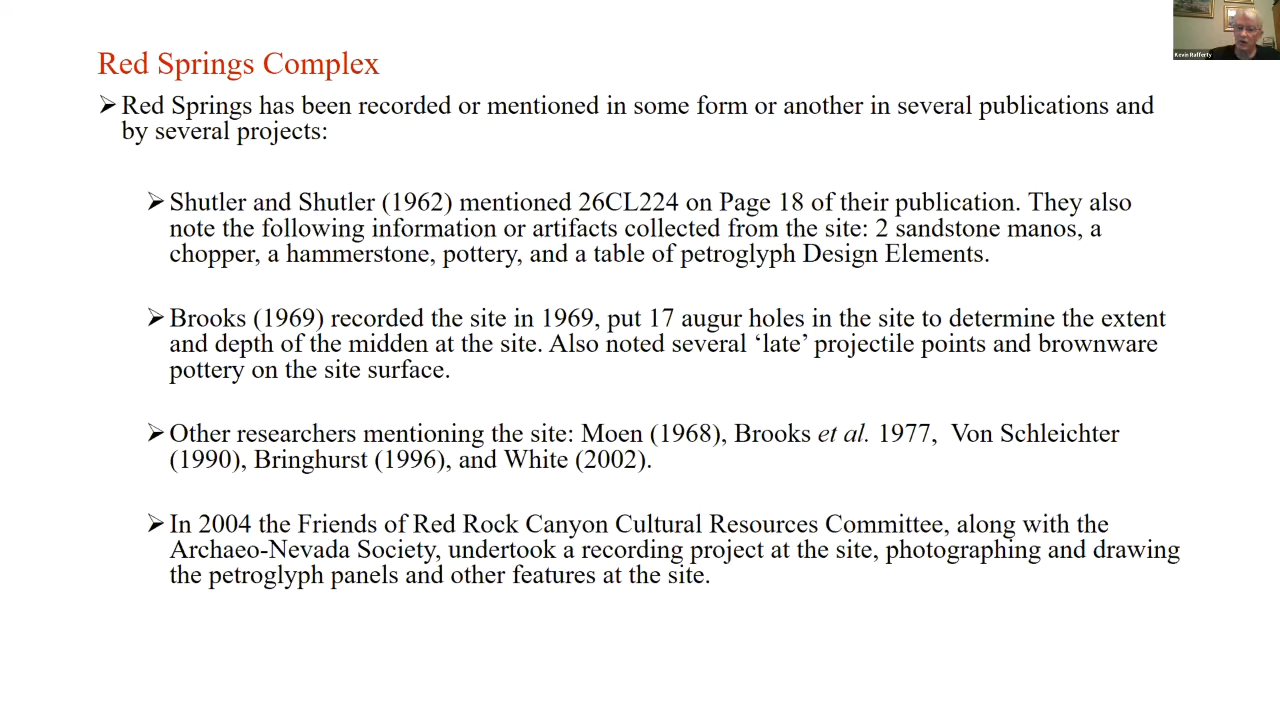 Red Springs Complex
Red Springs has been recorded or mentioned in some form or another in several publications and
by several projects:
Shutler and Shutler (1962) mentioned 26CL224 on Page 18 of their publication. They also
note the following information or artifacts collected from the site: 2 sandstone manos, a
chopper, a hammerstone, pottery, and a table of petroglyph Design Elements.
Brooks (1969) recorded the site in 1969, put 17 augur holes in the site to determine the extent
and depth of the midden at the site. Also noted several ‘late’ projectile points and brownware
pottery on the site surface.
Other researchers mentioning the site: Moen (1968), Brooks et al. 1977,  Von Schleichter
(1990), Bringhurst (1996), and White (2002).
In 2004 the Friends of Red Rock Canyon Cultural Resources Committee, along with the
Archaeo-Nevada Society, undertook a recording project at the site, photographing and drawing
the petroglyph panels and other features at the site.
Kevin Rafferty